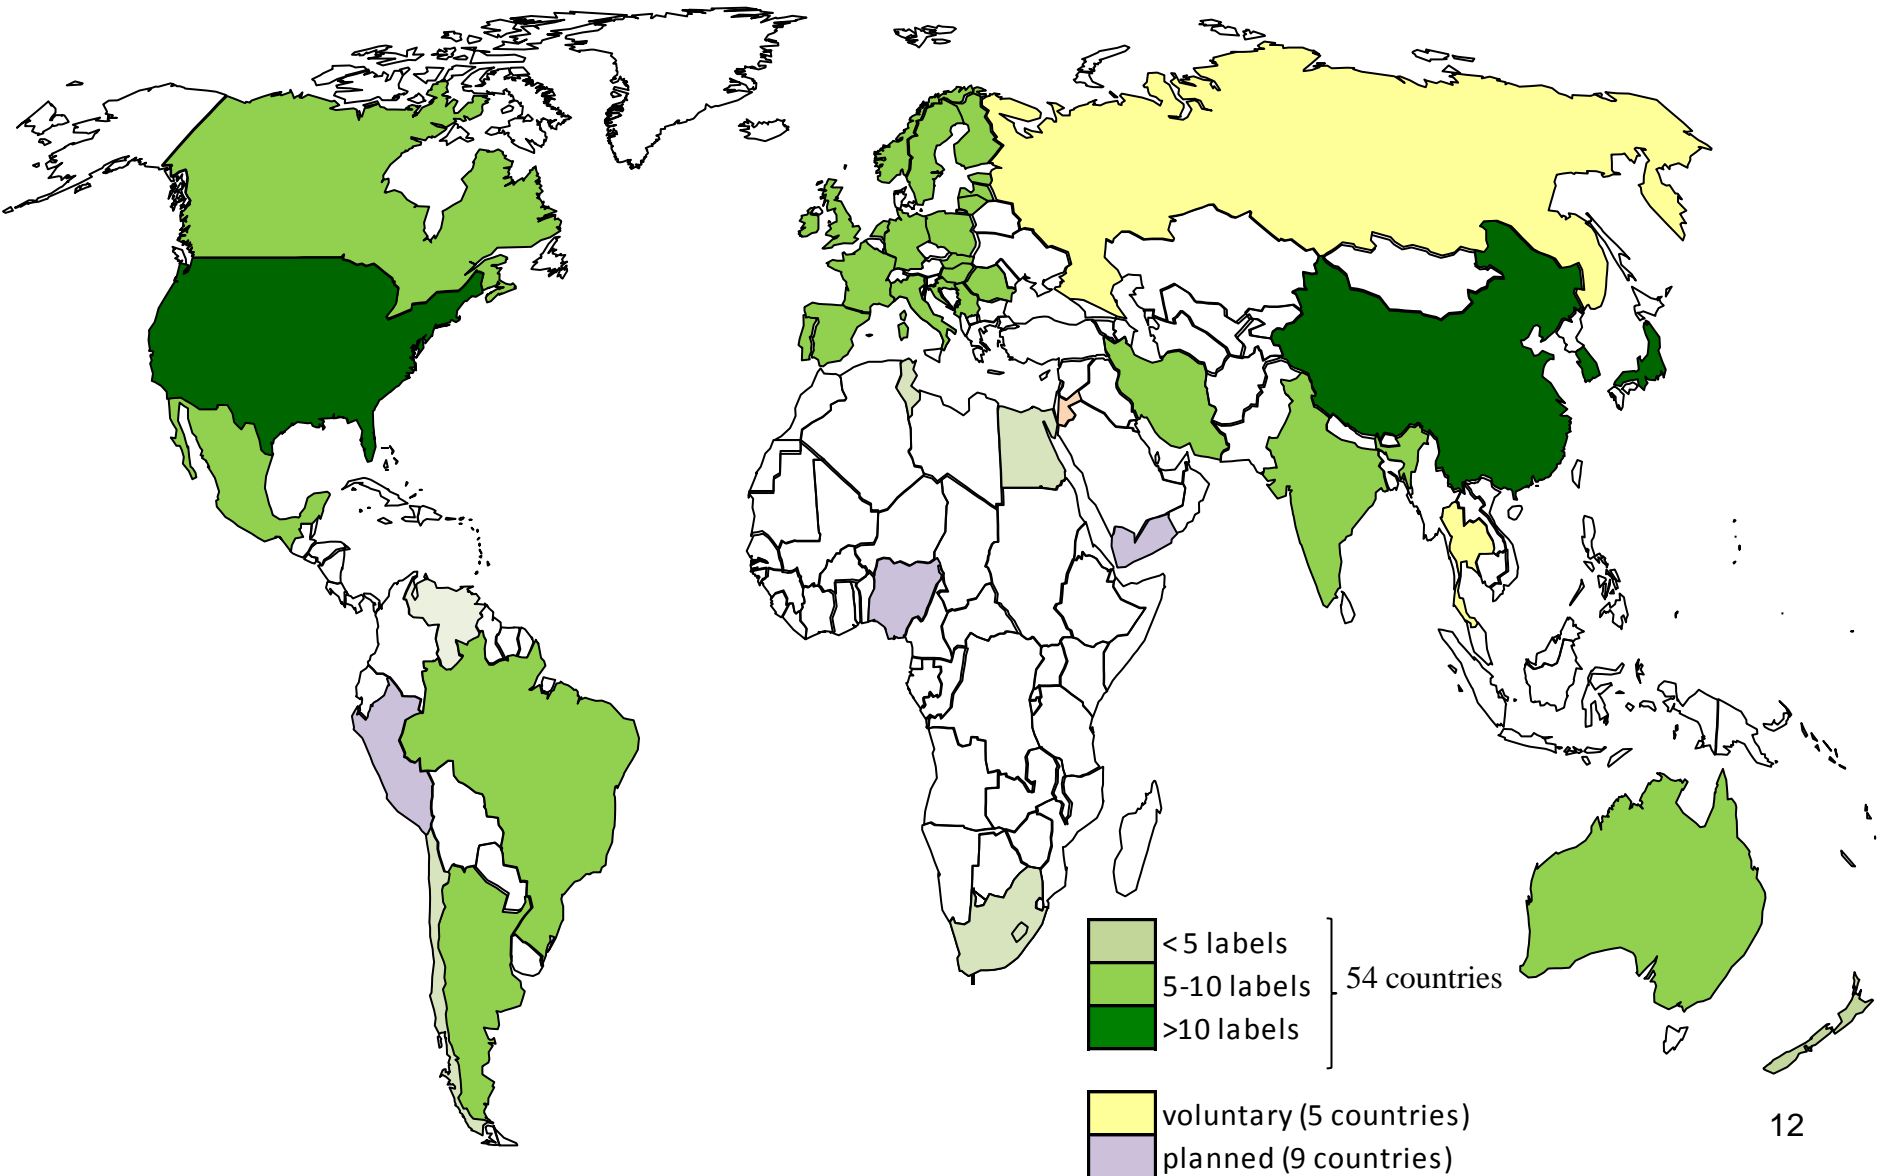 < 5 labels
5-10 labels
54 countries
>10 labels
voluntary (5 countries)
planned (9 countries)
12